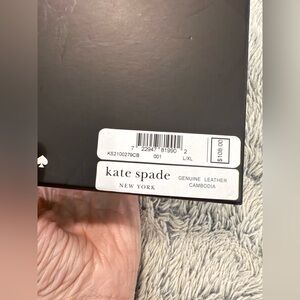 7 22947 81990 2
KS2100279CB 001 L/XL
$108.00
kate spade
NEW YORK
GENUINE LEATHER
CAMBODIA